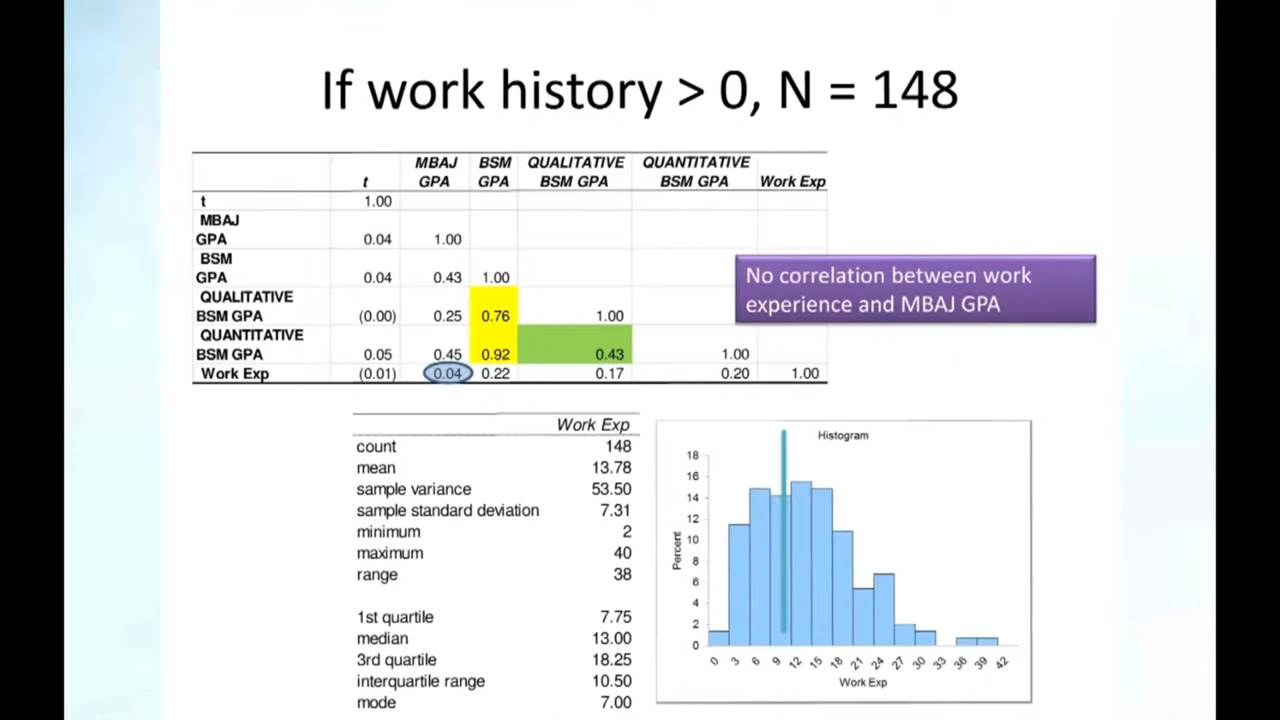 If work history > 0, N = 148
MBAJ BSM QUALITATIVE QUANTITATIVE
t GPA GPA BSM GPA BSM GPA Work Exp
t 1.00
MBAJ
GPA 0.04 1.00
BSM
GPA 0.04 0.43 1.00
QUALITATIVE
BSM GPA (0.00) 0.25 0.76 1.00
QUANTITATIVE
BSM GPA 0.05 0.45 0.92 0.43 1.00
Work Exp (0.01) 0.04 0.22 0.17 0.20 1.00
No correlation between work
experience and MBAJ GPA
Work Exp
count 148
mean 13.78
sample variance 53.50
sample standard deviation 7.31
minimum 2
maximum 40
range 38
1st quartile 7.75
median 13.00
3rd quartile 18.25
interquartile range 10.50
mode 7.00
Histogram
18
16
14
12
10
8
6
4
2
0
Percent
0 3 6 9 12 15 18 21 24 27 30 33 36 39 42
Work Exp